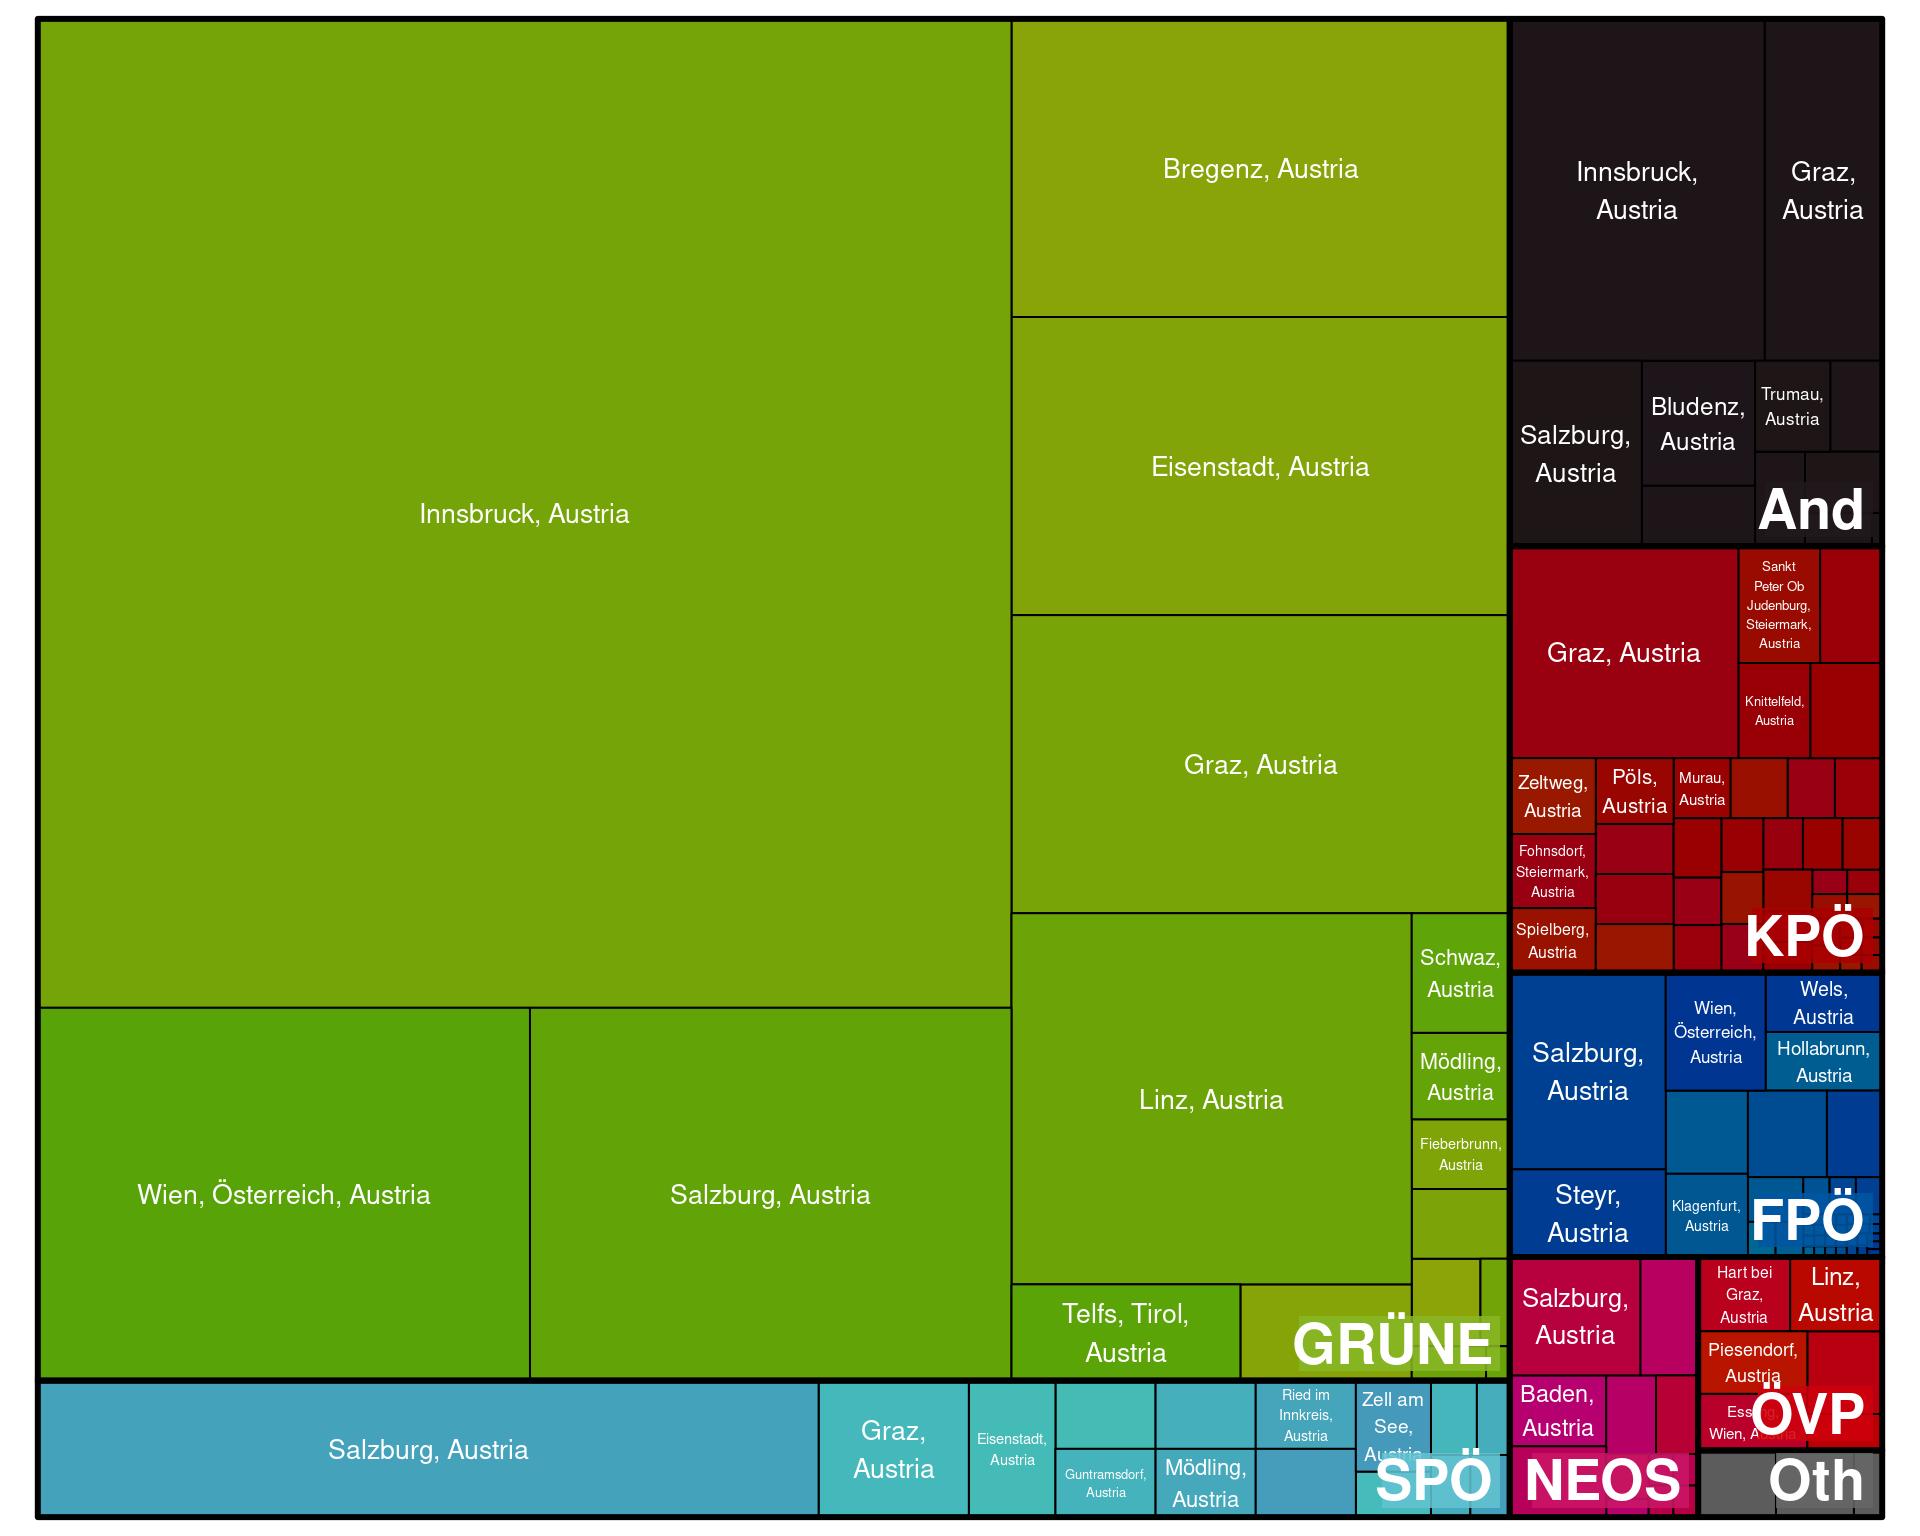 Innsbruck, Austria
Bregenz, Austria
Eisenstadt, Austria
Graz, Austria
Wien, Österreich, Austria
Salzburg, Austria
Linz, Austria
Schwaz,
Austria
Mödling,
Austria
Fieberbrunn,
Austria
Telfs, Tirol,
Austria
GRÜNE
Salzburg, Austria
Graz,
Austria
Eisenstadt,
Austria
Guntramsdorf,
Austria
Mödling,
Austria
Ried im
Innkreis,
Austria
Zell am
See,
Austria
SPÖ
Innsbruck,
Austria
Graz,
Austria
Salzburg,
Austria
Bludenz,
Austria
Trumau,
Austria
And
Graz, Austria
Sankt
Peter Ob
Judenburg,
Steiermark,
Austria
Knittelfeld,
Austria
Zeltweg,
Austria
Pöls,
Austria
Murau,
Austria
Fohnsdorf,
Steiermark,
Austria
Spielberg,
Austria
KPÖ
Salzburg,
Austria
Wien,
Österreich,
Austria
Wels,
Austria
Hollabrunn,
Austria
Steyr,
Austria
Klagenfurt,
Austria
FPÖ
Salzburg,
Austria
Baden,
Austria
NEOS
Hart bei
Graz,
Austria
Linz,
Austria
Piesendorf,
Austria
Essling,
Wien, Austria
ÖVP
Oth